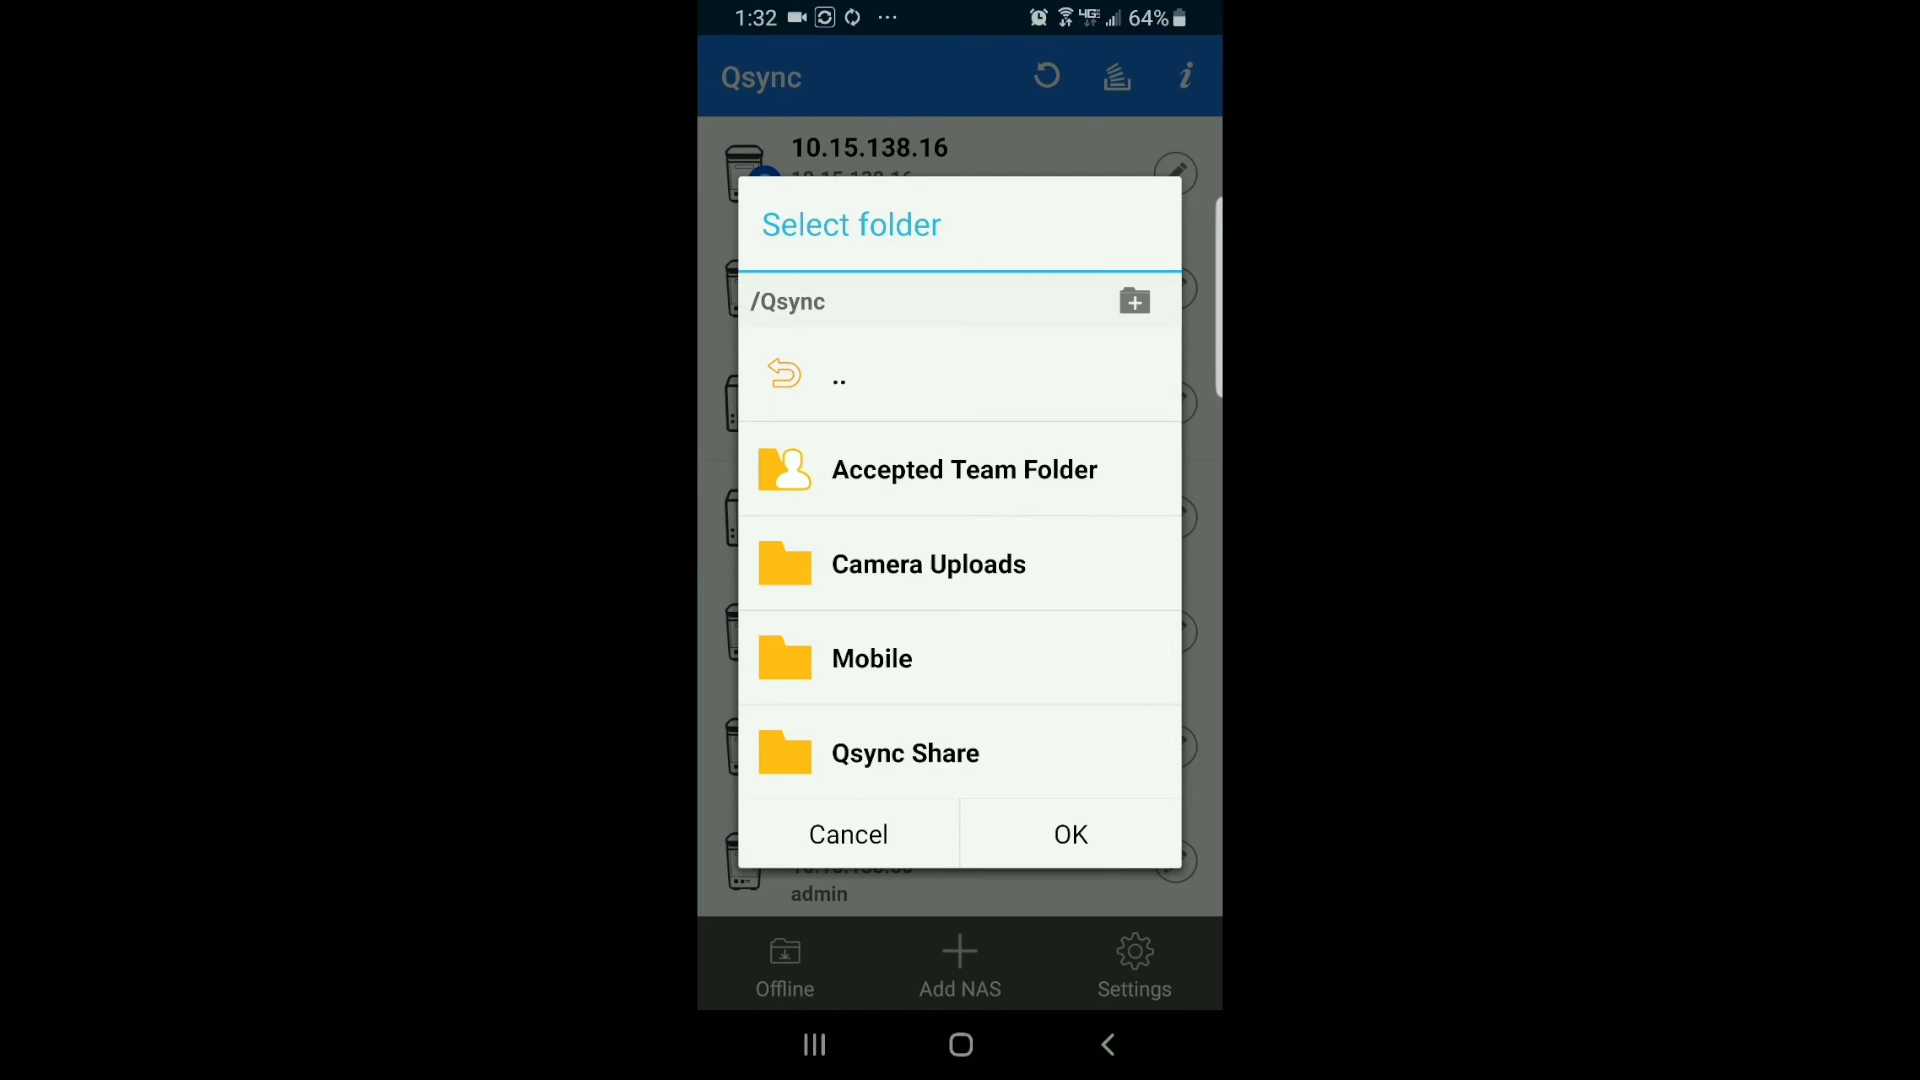 1:32 ··· 4G 64%
Qsync
10.15.138.16
Select folder
/Qsync
..
Accepted Team Folder
Camera Uploads
Mobile
Qsync Share
Cancel OK
admin
Offline Add NAS Settings